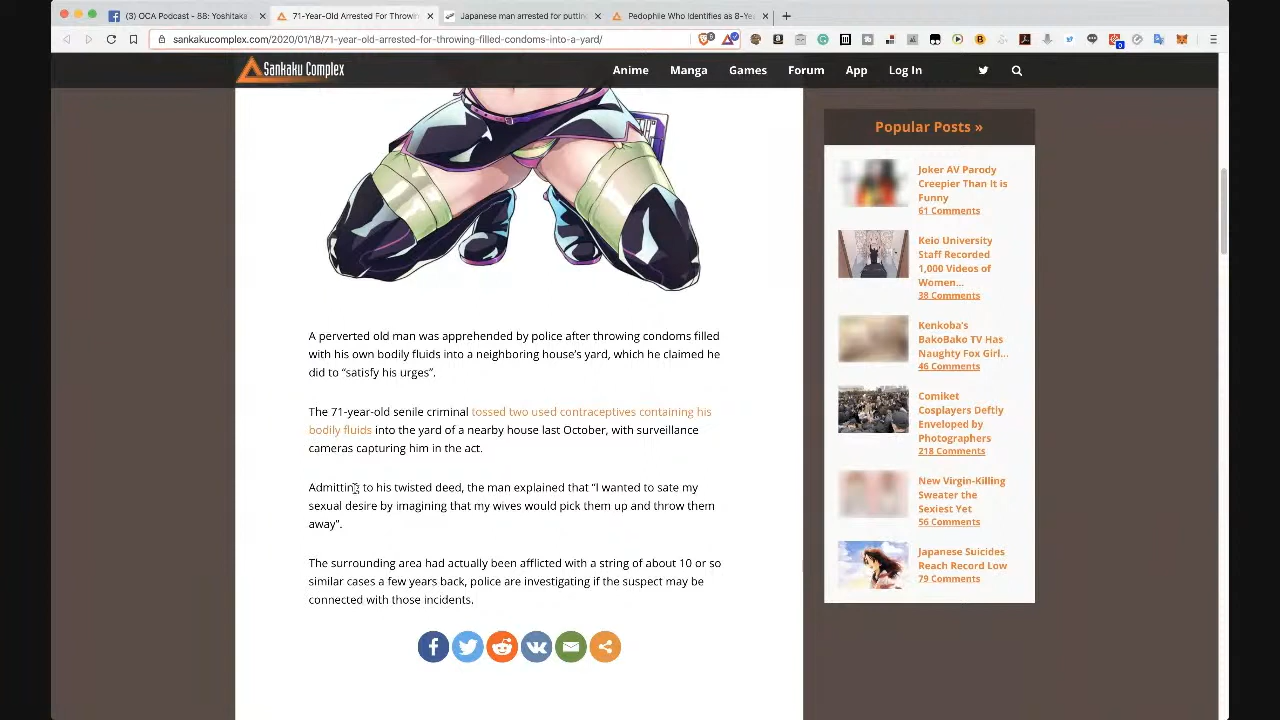 (3) OCA Podcast - 88: Yoshitaka
71-Year-Old Arrested For Throwin
Japanese man arrested for puttin
Pedophile Who Identifies as 8-Ye
sankakucomplex.com/2020/01/18/71-year-old-arrested-for-throwing-filled-condoms-into-a-yard/
Sankaku Complex
Anime Manga Games Forum App Log In
Popular Posts »
Joker AV Parody
Creepier Than It is
Funny
61 Comments
Keio University
Staff Recorded
1,000 Videos of
Women...
38 Comments
Kenkoba's
BakoBako TV Has
Naughty Fox Girl...
46 Comments
Comiket
Cosplayers Deftly
Enveloped by
Photographers
218 Comments
New Virgin-Killing
Sweater the
Sexiest Yet
56 Comments
Japanese Suicides
Reach Record Low
79 Comments
A perverted old man was apprehended by police after throwing condoms filled
with his own bodily fluids into a neighboring house's yard, which he claimed he
did to “satisfy his urges”.
The 71-year-old senile criminal tossed two used contraceptives containing his
bodily fluids into the yard of a nearby house last October, with surveillance
cameras capturing him in the act.
Admitting to his twisted deed, the man explained that “I wanted to sate my
sexual desire by imagining that my wives would pick them up and throw them
away”.
The surrounding area had actually been afflicted with a string of about 10 or so
similar cases a few years back, police are investigating if the suspect may be
connected with those incidents.